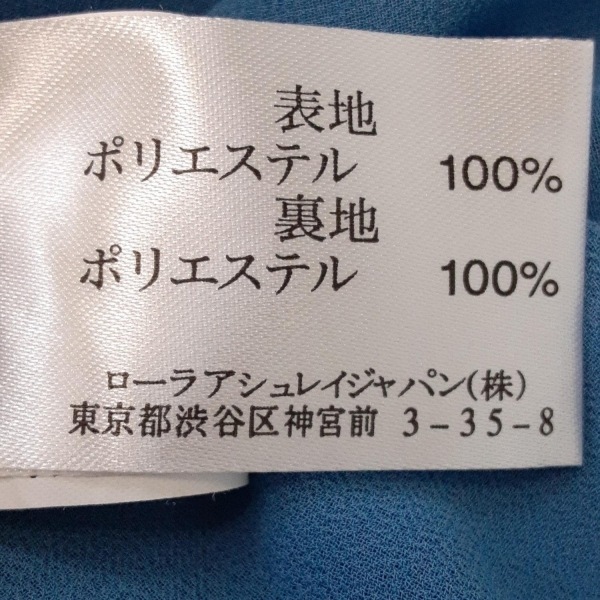 表地
ポリエステル 100%
裏地
ポリエステル 100%
ローラアシュレイジャパン(株)
東京都渋谷区神宮前 3-35-8